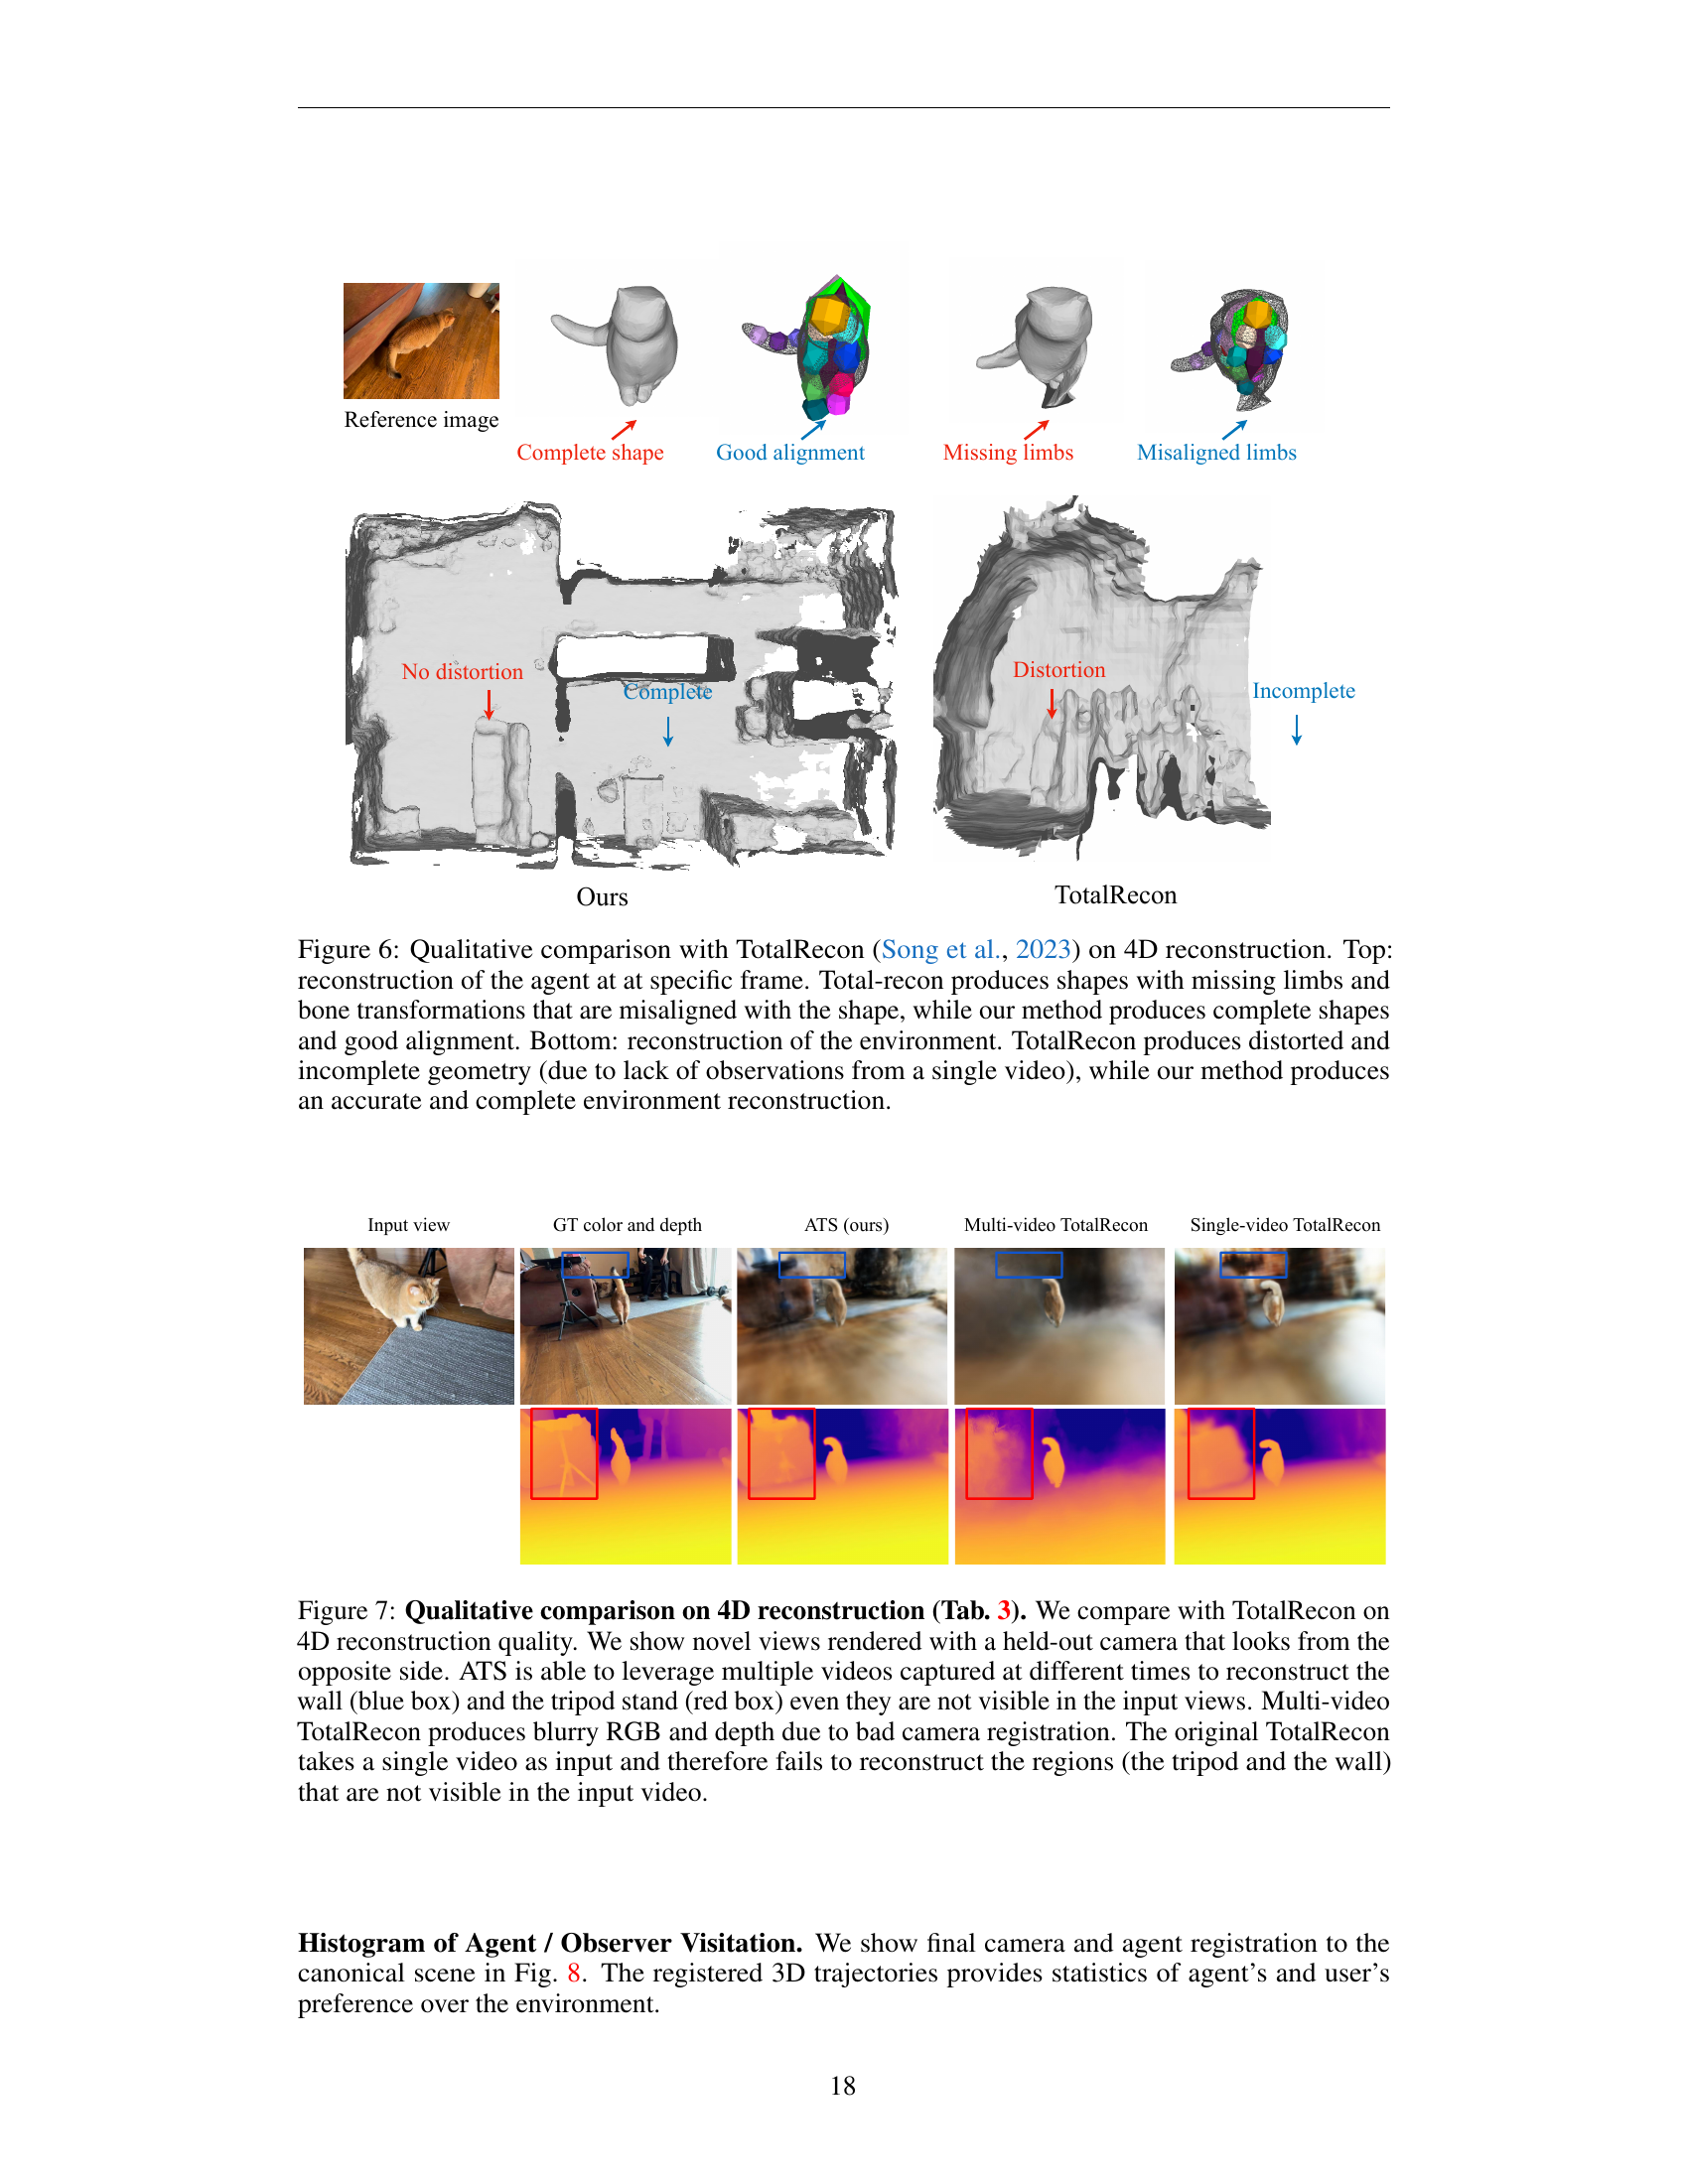 Reference image
Complete shape
Good alignment
Missing limbs
Misaligned limbs
No distortion
Complete
Distortion
Incomplete
Ours
TotalRecon
Figure 6: Qualitative comparison with TotalRecon (Song et al., 2023) on 4D reconstruction. Top:
reconstruction of the agent at at specific frame. Total-recon produces shapes with missing limbs and
bone transformations that are misaligned with the shape, while our method produces complete shapes
and good alignment. Bottom: reconstruction of the environment. TotalRecon produces distorted and
incomplete geometry (due to lack of observations from a single video), while our method produces
an accurate and complete environment reconstruction.
Input view
GT color and depth
ATS (ours)
Multi-video TotalRecon
Single-video TotalRecon
Figure 7: Qualitative comparison on 4D reconstruction (Tab. 3). We compare with TotalRecon on
4D reconstruction quality. We show novel views rendered with a held-out camera that looks from the
opposite side. ATS is able to leverage multiple videos captured at different times to reconstruct the
wall (blue box) and the tripod stand (red box) even they are not visible in the input views. Multi-video
TotalRecon produces blurry RGB and depth due to bad camera registration. The original TotalRecon
takes a single video as input and therefore fails to reconstruct the regions (the tripod and the wall)
that are not visible in the input video.
Histogram of Agent / Observer Visitation. We show final camera and agent registration to the
canonical scene in Fig. 8. The registered 3D trajectories provides statistics of agent's and user's
preference over the environment.
18